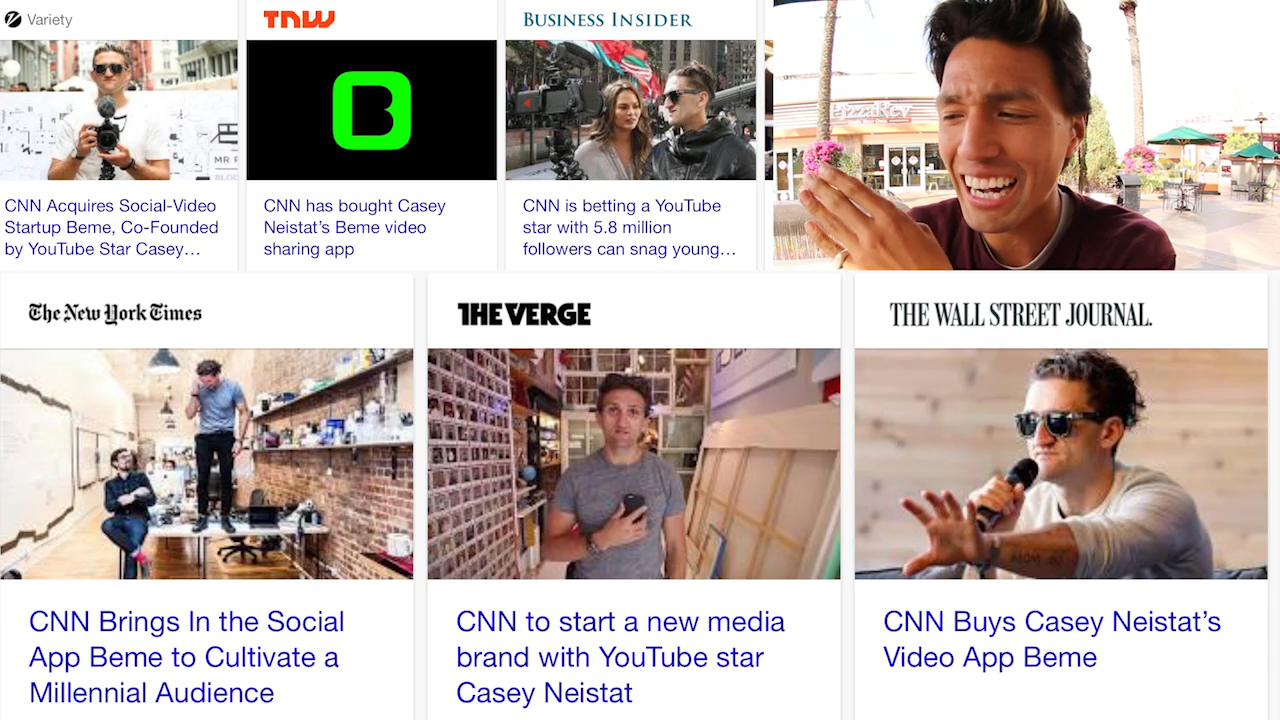 Variety
TNW
BUSINESS INSIDER
PizzaRev
B
MR
CNN Acquires Social-Video
Startup Beme, Co-Founded
by YouTube Star Casey…
CNN has bought Casey
Neistat’s Beme video
sharing app
CNN is betting a YouTube
star with 5.8 million
followers can snag young…
The New York Times
THE VERGE
THE WALL STREET JOURNAL.
CNN Brings In the Social
App Beme to Cultivate a
Millennial Audience
CNN to start a new media
brand with YouTube star
Casey Neistat
CNN Buys Casey Neistat’s
Video App Beme